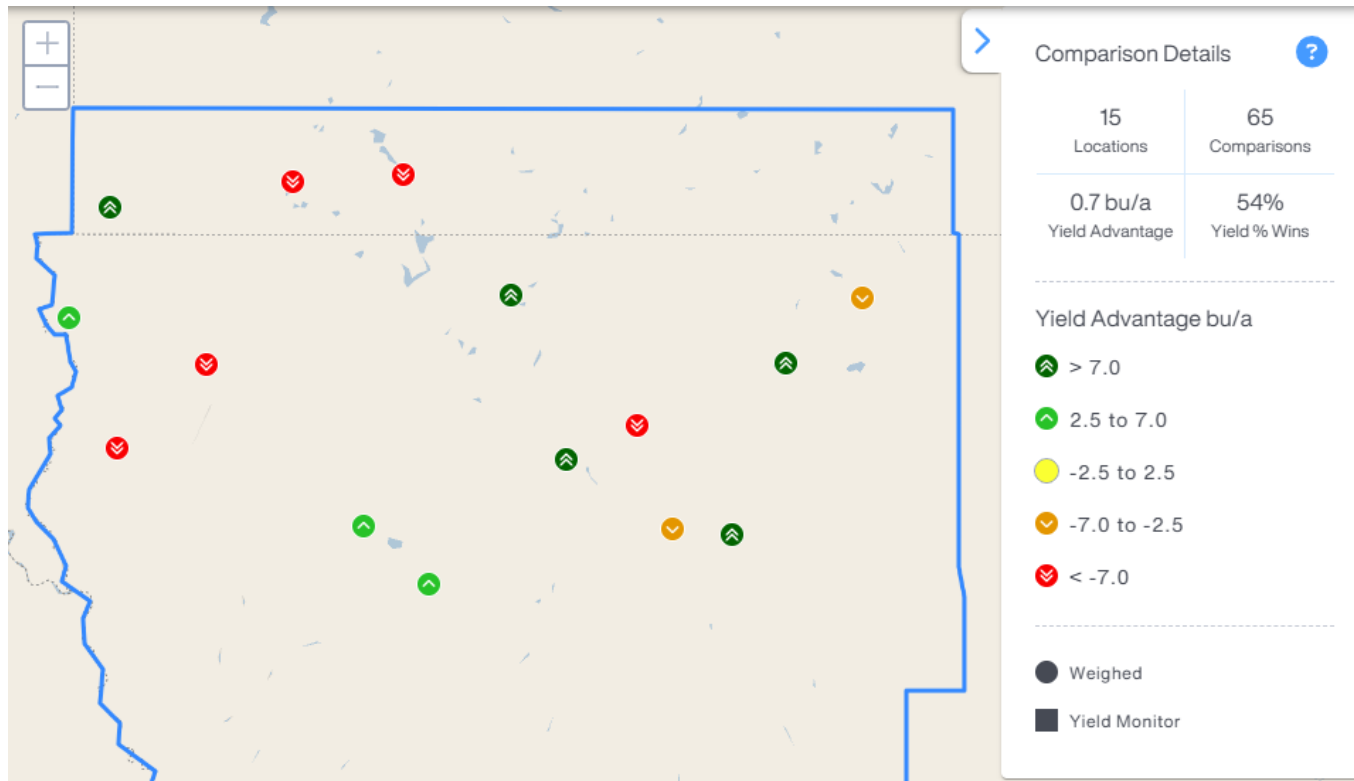 Comparison Details
?
15
Locations
65
Comparisons
0.7 bu/a
Yield Advantage
54%
Yield % Wins
Yield Advantage bu/a
> 7.0
2.5 to 7.0
-2.5 to 2.5
-7.0 to -2.5
< -7.0
Weighed
Yield Monitor